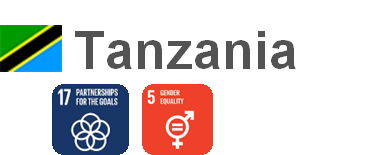 Tanzania
17 PARTNERSHIPS
FOR THE GOALS
5 GENDER
EQUALITY